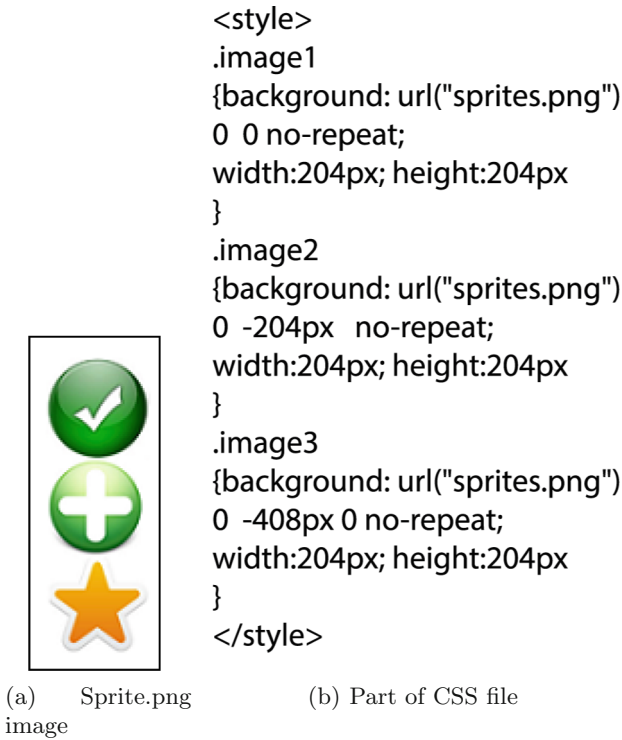 <style>
.image1
{background: url("sprites.png")
0 0 no-repeat;
width:204px; height:204px
}
.image2
{background: url("sprites.png")
0 -204px no-repeat;
width:204px; height:204px
}
.image3
{background: url("sprites.png")
0 -408px 0 no-repeat;
width:204px; height:204px
}
</style>
(a) Sprite.png
image
(b) Part of CSS file